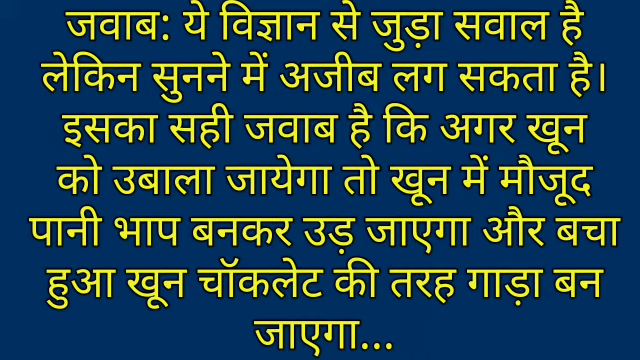 जवाब: ये विज्ञान से जुड़ा सवाल है
लेकिन सुनने में अजीब लग सकता है।
इसका सही जवाब है कि अगर खून
को उबाला जायेगा तो खून में मौजूद
पानी भाप बनकर उड़ जाएगा और बचा
हुआ खून चॉकलेट की तरह गाड़ा बन
जाएगा...